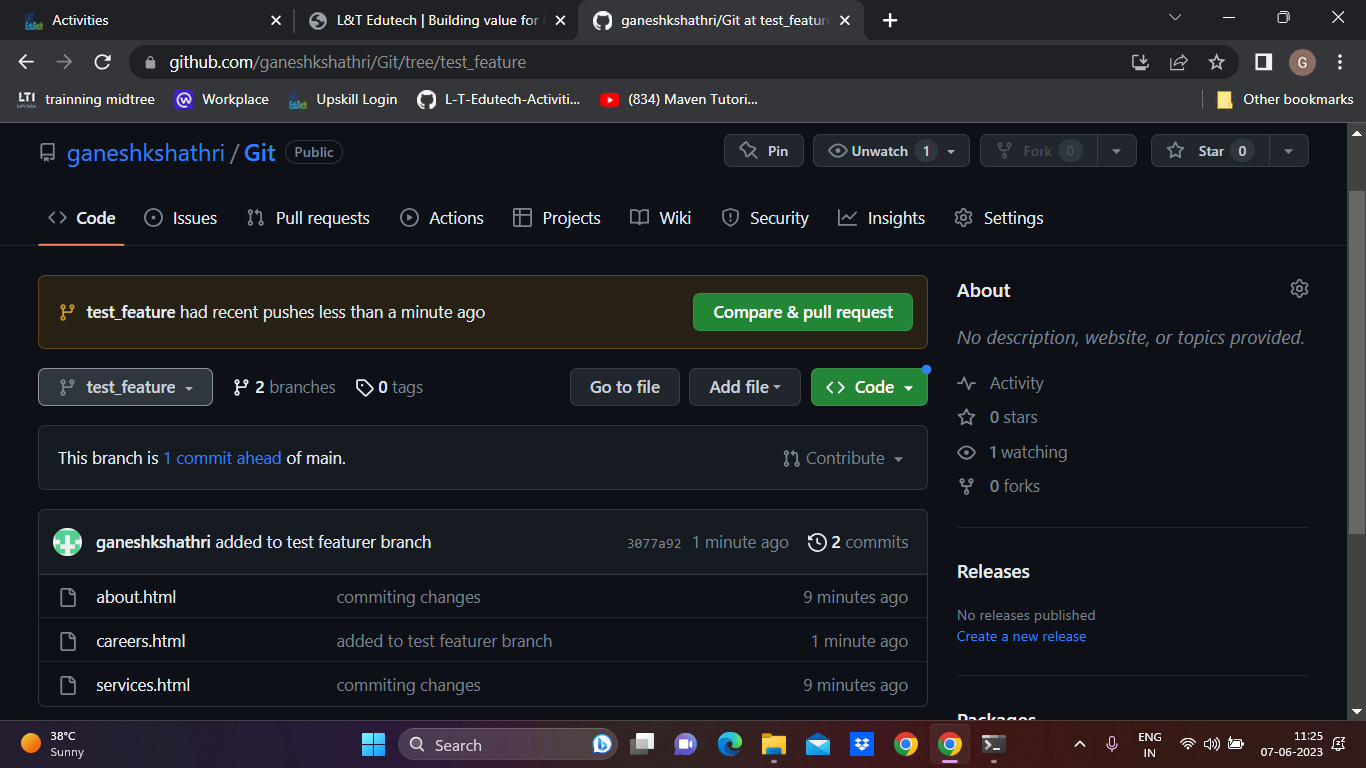 Activities
L&T Edutech | Building value for
ganeshkshathri/Git at test_feature
github.com/ganeshkshathri/Git/tree/test_feature
G
LTI trainning midtree
Workplace
Upskill Login
L-T-Edutech-Activiti...
(834) Maven Tutori...
Other bookmarks
ganeshkshathri / Git Public
Pin
Unwatch 1
Fork 0
Star 0
Code
Issues
Pull requests
Actions
Projects
Wiki
Security
Insights
Settings
test_feature had recent pushes less than a minute ago
Compare & pull request
test_feature
2 branches
0 tags
Go to file
Add file
Code
This branch is 1 commit ahead of main.
Contribute
ganeshkshathri added to test featurer branch
3077a92 1 minute ago
2 commits
about.html commiting changes 9 minutes ago
careers.html added to test featurer branch 1 minute ago
services.html commiting changes 9 minutes ago
About
No description, website, or topics provided.
Activity
0 stars
1 watching
0 forks
Releases
No releases published
Create a new release
Packages
38°C
Sunny
Search
ENG
IN
11:25
07-06-2023